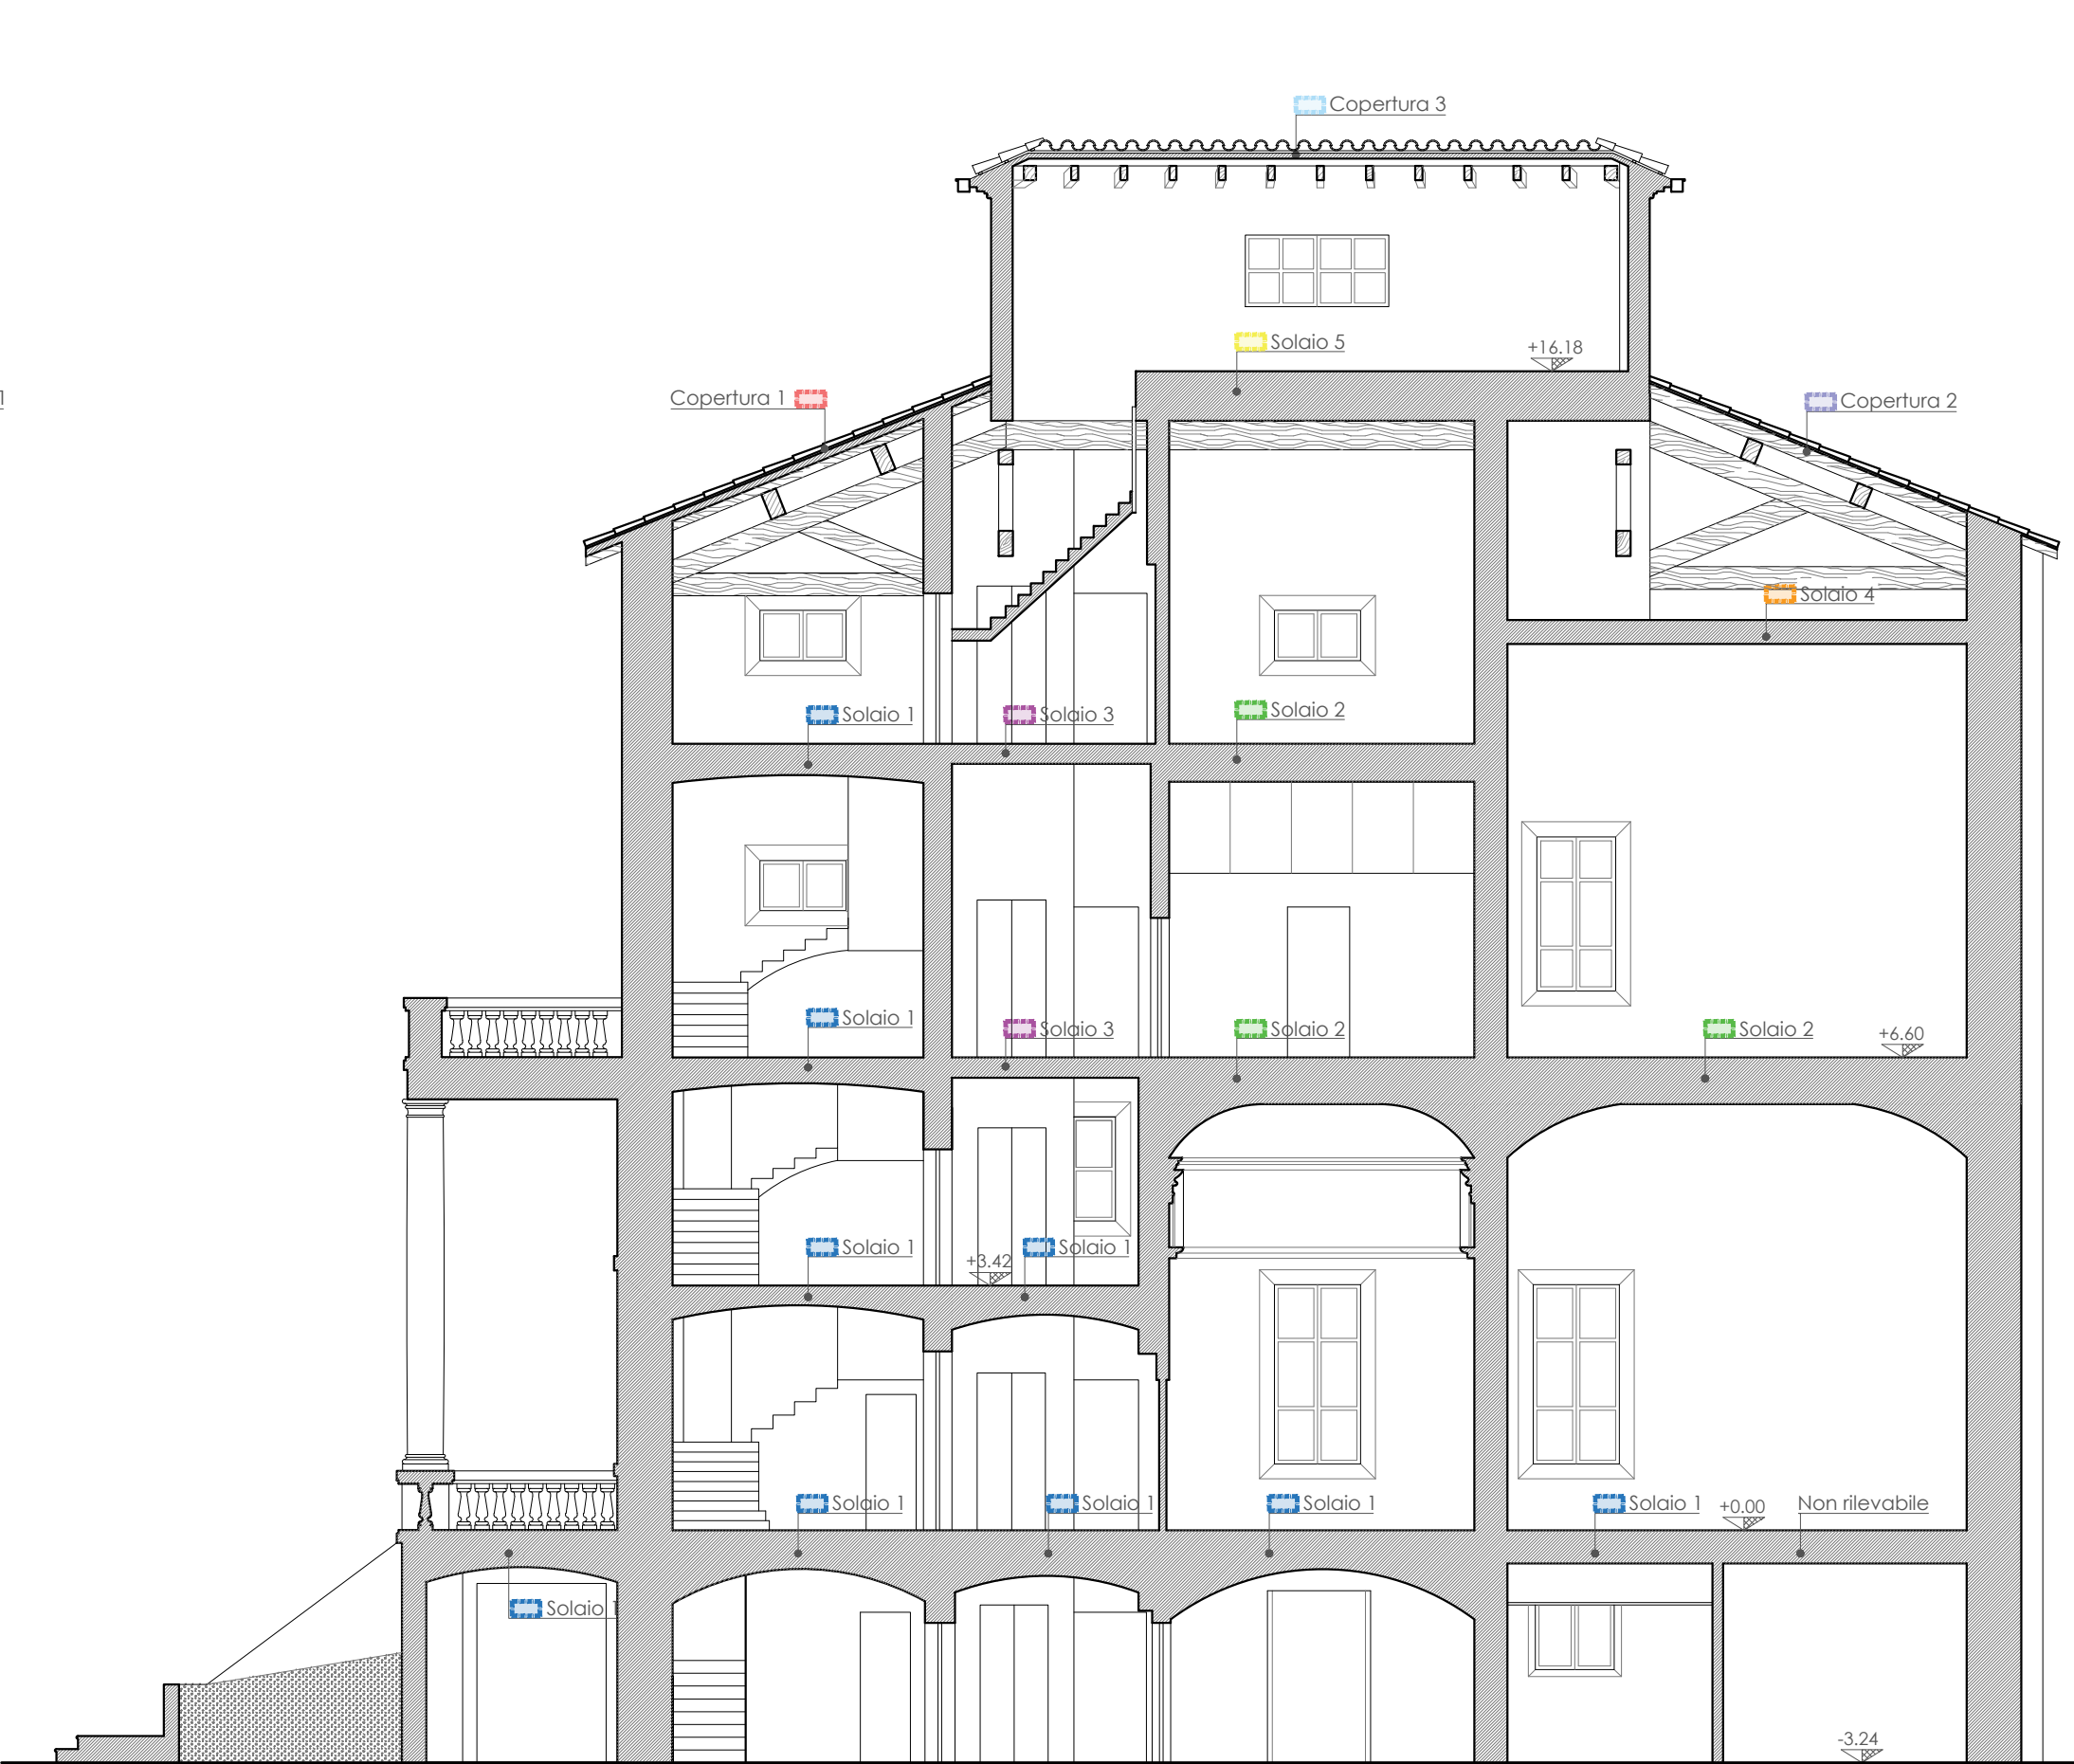 Copertura 3
Solaio 5
+16.18
1
Copertura 1
Copertura 2
Solaio 4
Solaio 1
Solaio 3
Solaio 2
Solaio 1
Solaio 3
Solaio 2
Solaio 2
+6.60
Solaio 1
+3.42
Solaio 1
Solaio 1
Solaio 1
Solaio 1
Solaio 1
+0.00
Non rilevabile
Solaio 1
-3.24